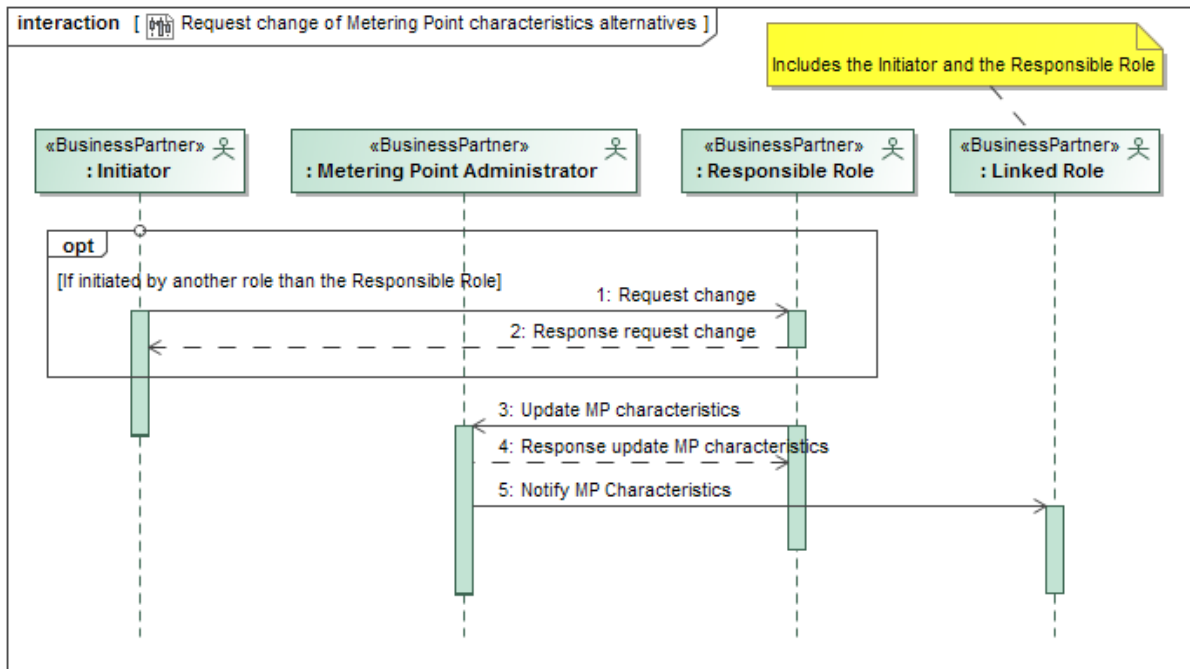 interaction [ Request change of Metering Point characteristics alternatives ]
Includes the Initiator and the Responsible Role
«BusinessPartner»
: Initiator
«BusinessPartner»
: Metering Point Administrator
«BusinessPartner»
: Responsible Role
«BusinessPartner»
: Linked Role
opt
[If initiated by another role than the Responsible Role]
1: Request change
2: Response request change
3: Update MP characteristics
4: Response update MP characteristics
5: Notify MP Characteristics